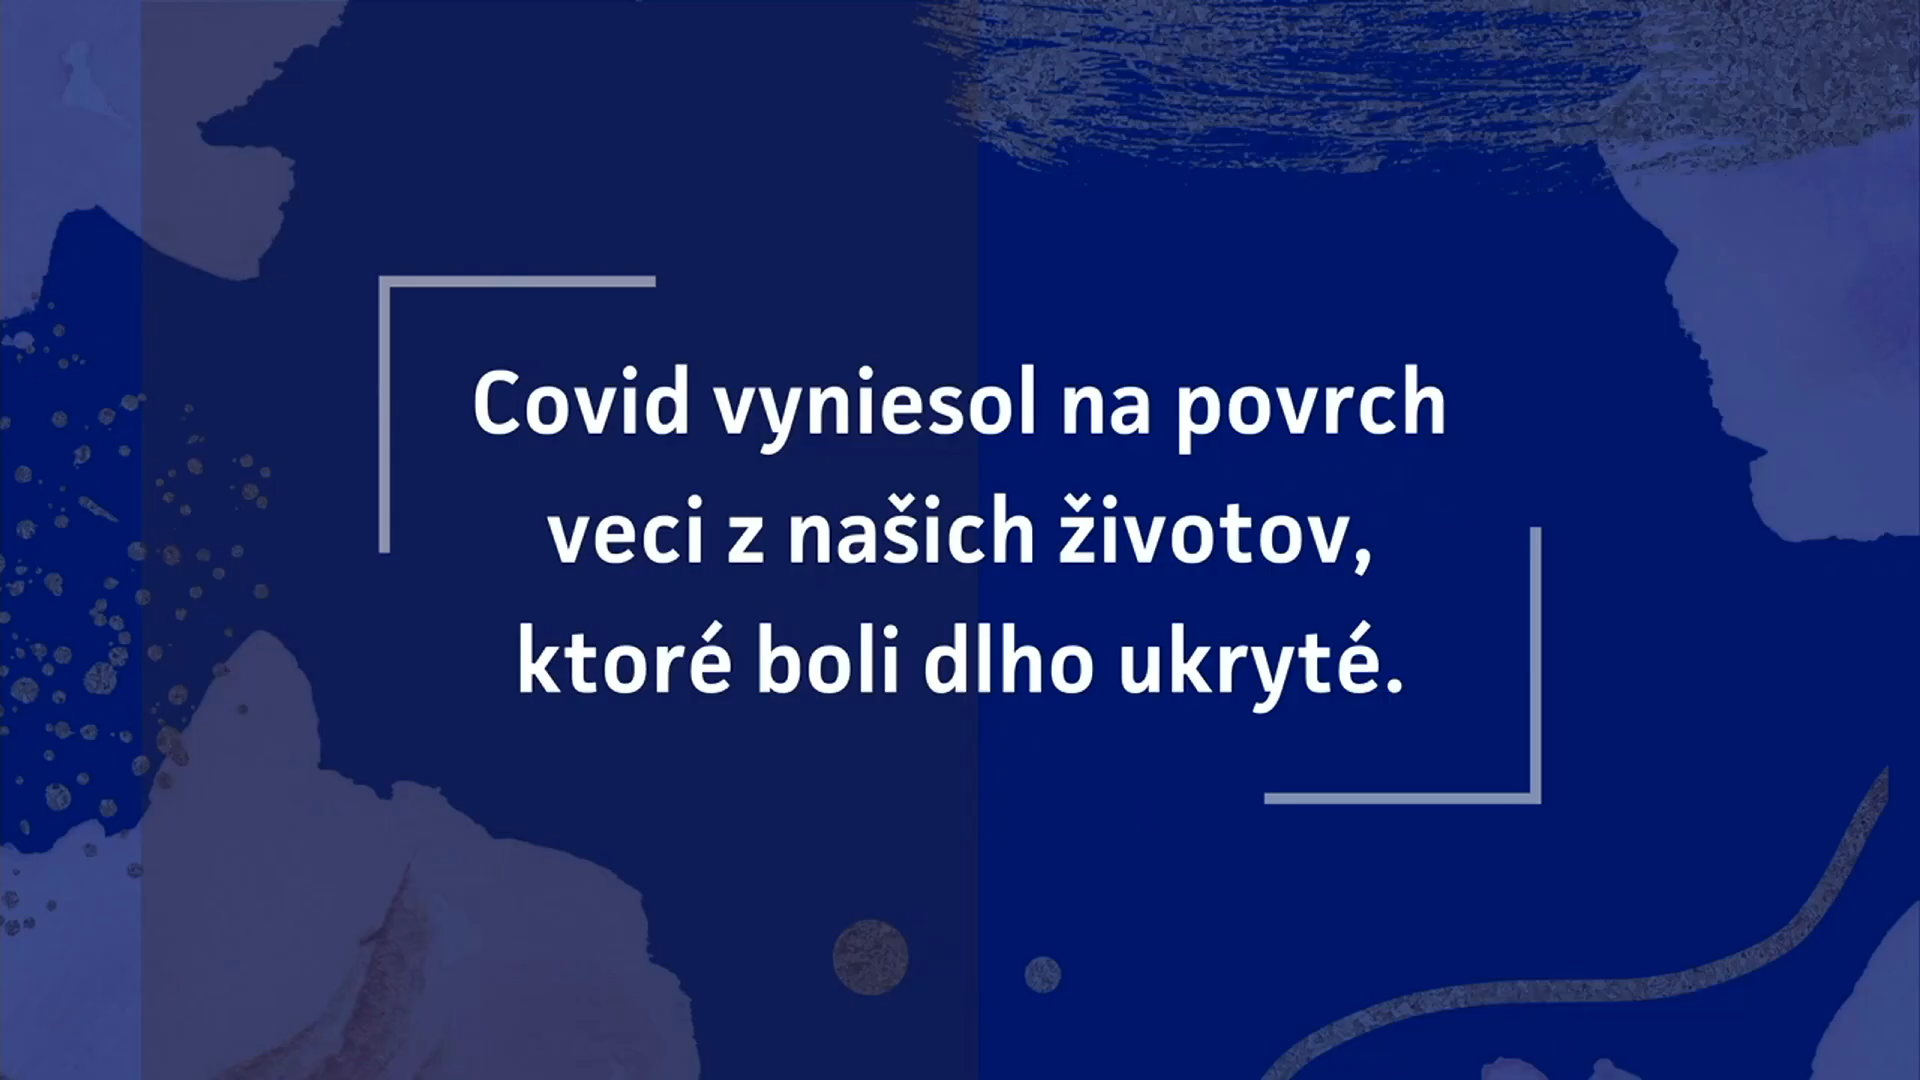 Covid vyniesol na povrch
veci z našich životov,
ktoré boli dlho ukryté.